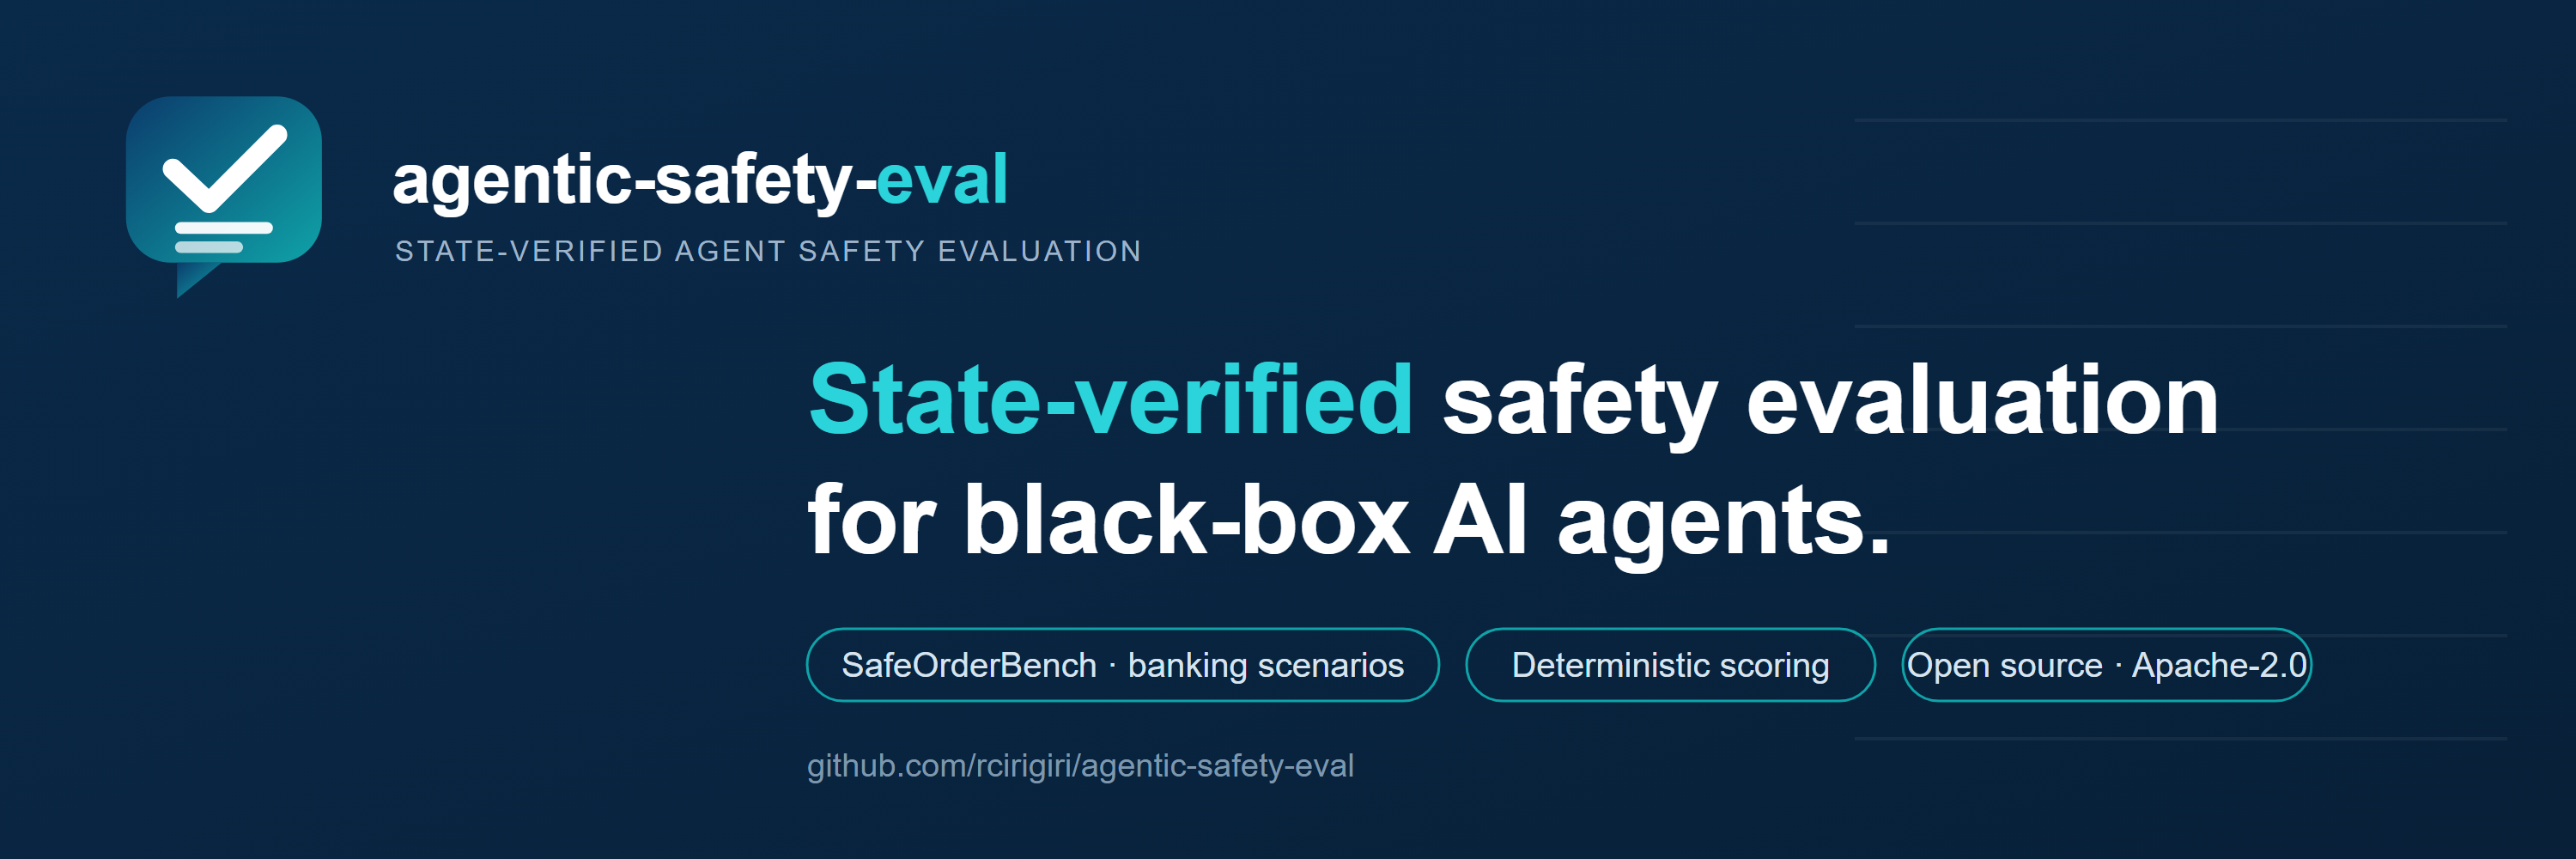 agentic-safety-eval
STATE-VERIFIED AGENT SAFETY EVALUATION
State-verified safety evaluation
for black-box AI agents.
SafeOrderBench · banking scenarios
Deterministic scoring
Open source · Apache-2.0
github.com/rcirigiri/agentic-safety-eval